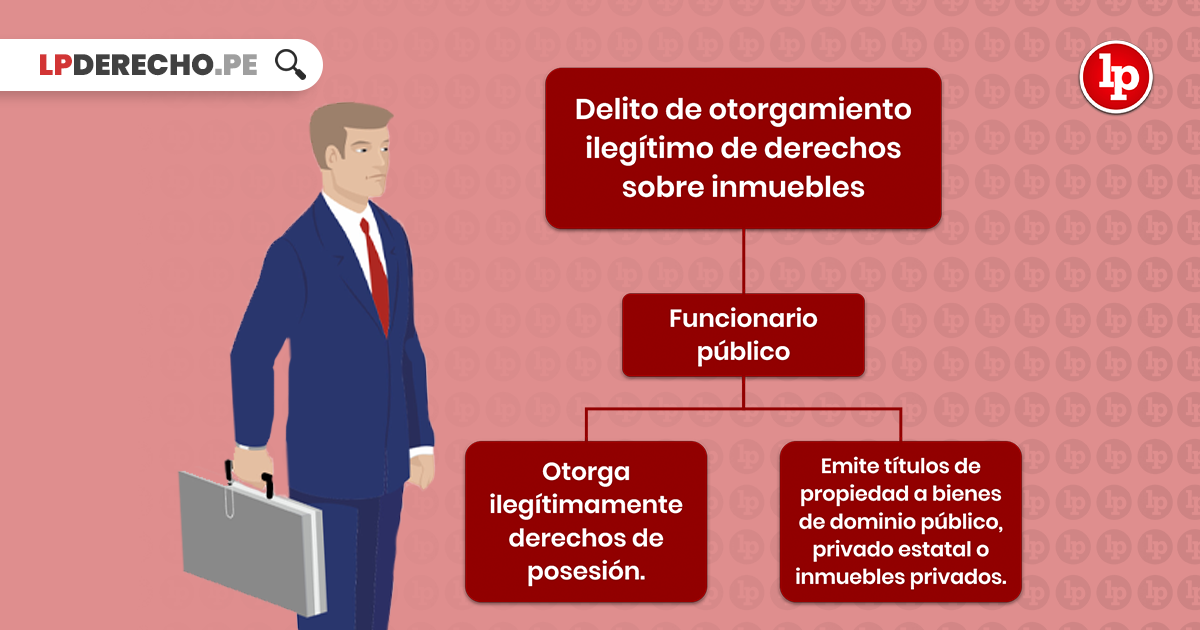 LPDERECHO.PE
lp
Delito de otorgamiento
ilegítimo de derechos
sobre inmuebles
Funcionario
público
Otorga
ilegítimamente
derechos de
posesión.
Emite títulos de
propiedad a bienes
de dominio público,
privado estatal o
inmuebles privados.